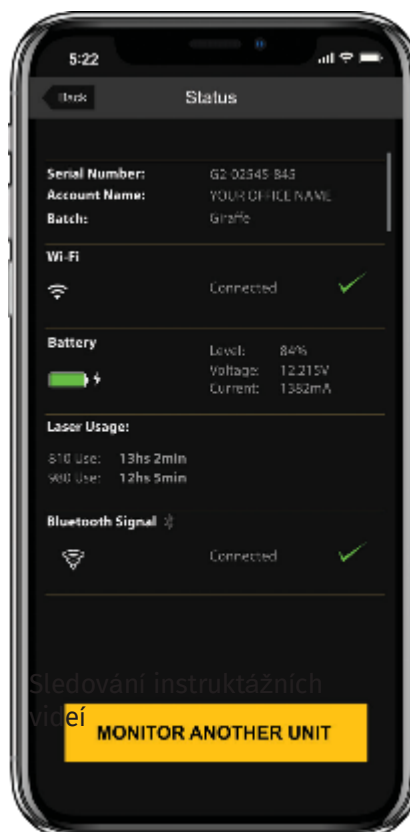 5:22
Back
Status
Serial Number: G2-02545-845
Account Name: YOUR OFFICE NAME
Batch: Giraffe
Wi-Fi
Connected
Battery
Level: 84%
Voltage: 12.215V
Current: 1382mA
Laser Usage:
810 Use: 13hs 2min
980 Use: 12hs 5min
Bluetooth Signal
Connected
Sledování instruktážních
videí
MONITOR ANOTHER UNIT